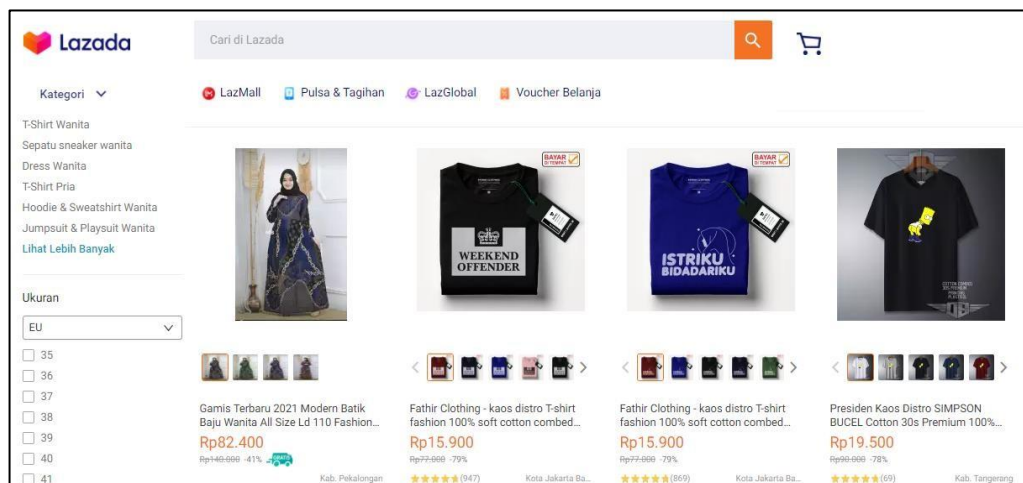 Lazada
Cari di Lazada
Kategori
LazMall Pulsa & Tagihan LazGlobal Voucher Belanja
T-Shirt Wanita
Sepatu sneaker wanita
Dress Wanita
T-Shirt Pria
Hoodie & Sweatshirt Wanita
Jumpsuit & Playsuit Wanita
Lihat Lebih Banyak
Ukuran
EU
35
36
37
38
39
40
41
Gamis Terbaru 2021 Modern Batik
Baju Wanita All Size Ld 110 Fashion...
Rp82.400
Rp140.000 -41%
Kab. Pekalongan
BAYAR
DI TEMPAT
WEEKEND
OFFENDER
Fathir Clothing - kaos distro T-shirt
fashion 100% soft cotton combed...
Rp15.900
Rp77.000 -79%
(947) Kota Jakarta Ba...
BAYAR
DI TEMPAT
ISTRIKU
BIDADARIKU
Fathir Clothing - kaos distro T-shirt
fashion 100% soft cotton combed...
Rp15.900
Rp77.000 -79%
(869) Kota Jakarta Ba...
COTTON COMBED
30S PREMIUM
Presiden Kaos Distro SIMPSON
BUCEL Cotton 30s Premium 100%...
Rp19.500
Rp90.000 -78%
(69) Kab. Tangerang